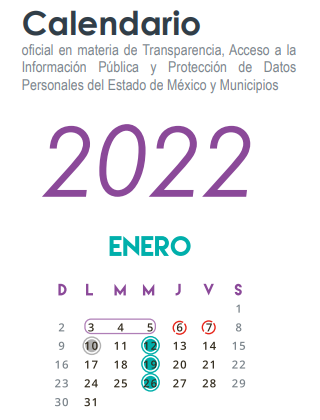 Calendario
oficial en materia de Transparencia, Acceso a la
Información Pública y Protección de Datos
Personales del Estado de México y Municipios
2022
ENERO
D L M M J V S
1
2 3 4 5 6 7 8
9 10 11 12 13 14 15
16 17 18 19 20 21 22
23 24 25 26 27 28 29
30 31